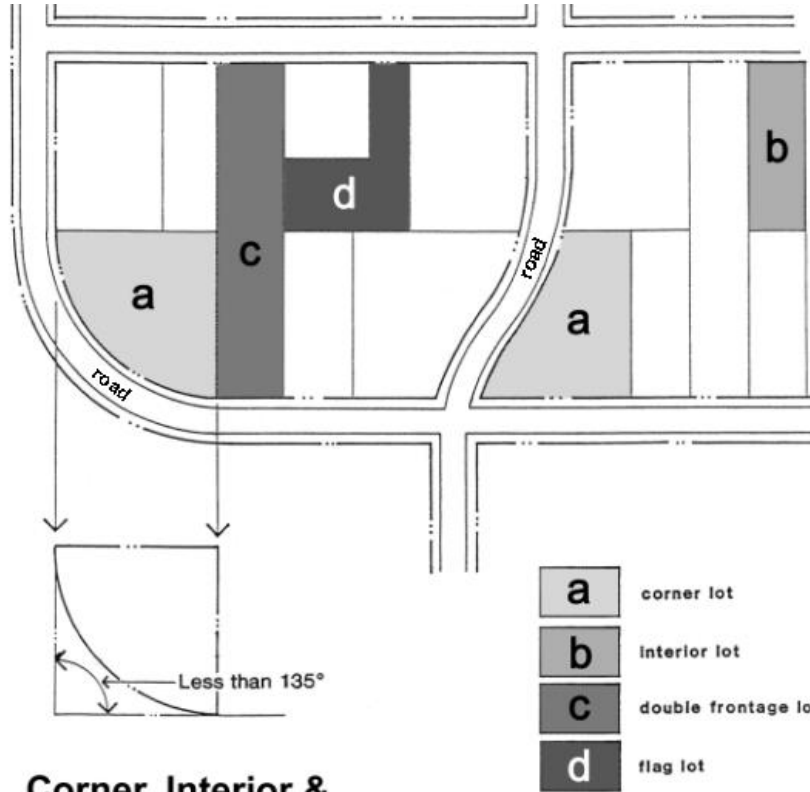 b
d
c
a
a
road
road
Less than 135°
a corner lot
b interior lot
c double frontage lo
d flag lot
Corner, Interior &